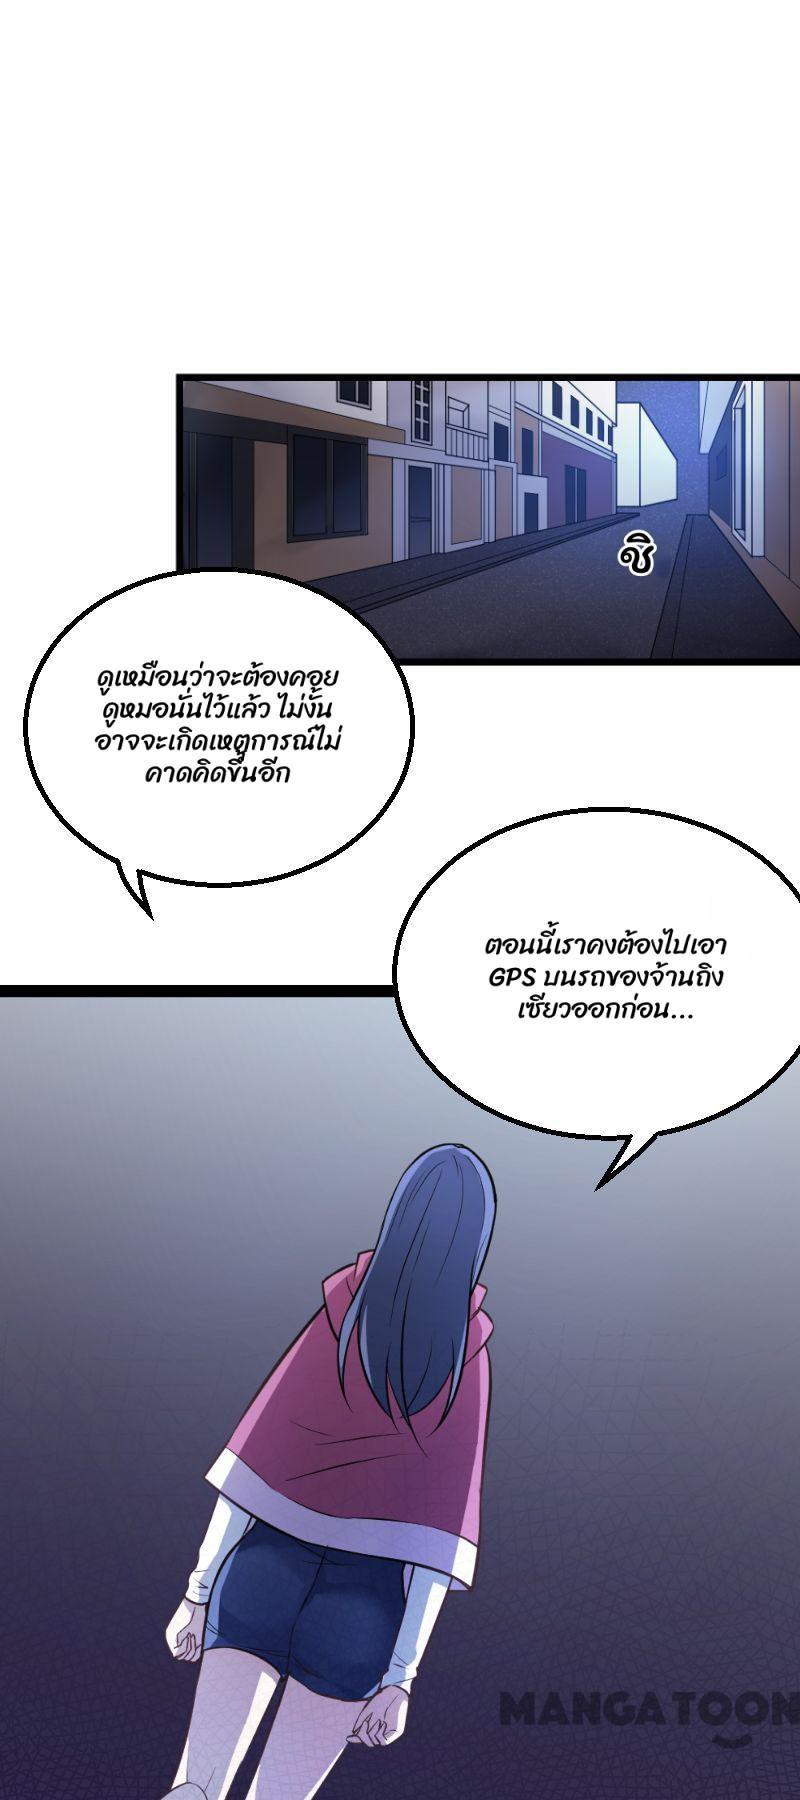 ชิ
ดูเหมือนว่าจะต้องคอย
ดูหมอนั่นไว้แล้ว ไม่งั้น
อาจจะเกิดเหตุการณ์ไม่
คาดคิดขึ้นอีก
ตอนนี้เราคงต้องไปเอา
GPS บนรถของจ้านถิง
เซียวออกก่อน...
MANGATOON